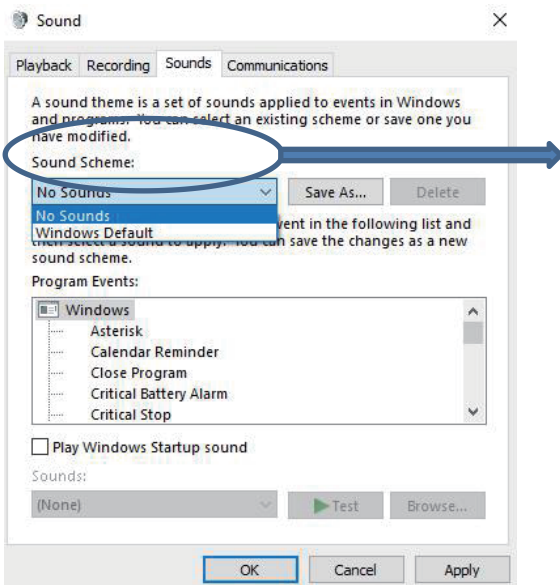 Sound
Playback Recording Sounds Communications
A sound theme is a set of sounds applied to events in Windows
and programs. You can select an existing scheme or save one you
have modified.
Sound Scheme:
No Sounds Save As... Delete
No Sounds
Windows Default
vent in the following list and
then select a sound to apply. You can save the changes as a new
sound scheme.
Program Events:
Windows
Asterisk
Calendar Reminder
Close Program
Critical Battery Alarm
Critical Stop
Play Windows Startup sound
Sounds:
(None) Test Browse...
OK Cancel Apply